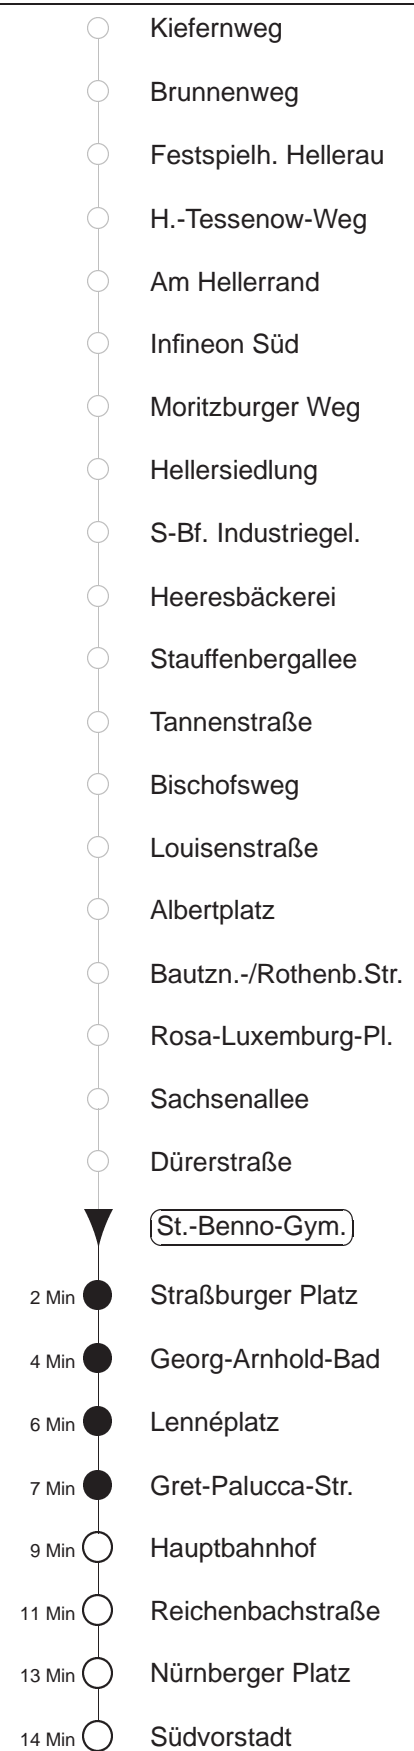 Kiefernweg
Brunnenweg
Festspielh. Hellerau
H.-Tessenow-Weg
Am Hellerrand
Infineon Süd
Moritzburger Weg
Hellersiedlung
S-Bf. Industriegel.
Heeresbäckerei
Stauffenbergallee
Tannenstraße
Bischofsweg
Louisenstraße
Albertplatz
Bautzn.-/Rothenb.Str.
Rosa-Luxemburg-Pl.
Sachsenallee
Dürerstraße
St.-Benno-Gym.
2 Min Straßburger Platz
4 Min Georg-Arnhold-Bad
6 Min Lennéplatz
7 Min Gret-Palucca-Str.
9 Min Hauptbahnhof
11 Min Reichenbachstraße
13 Min Nürnberger Platz
14 Min Südvorstadt